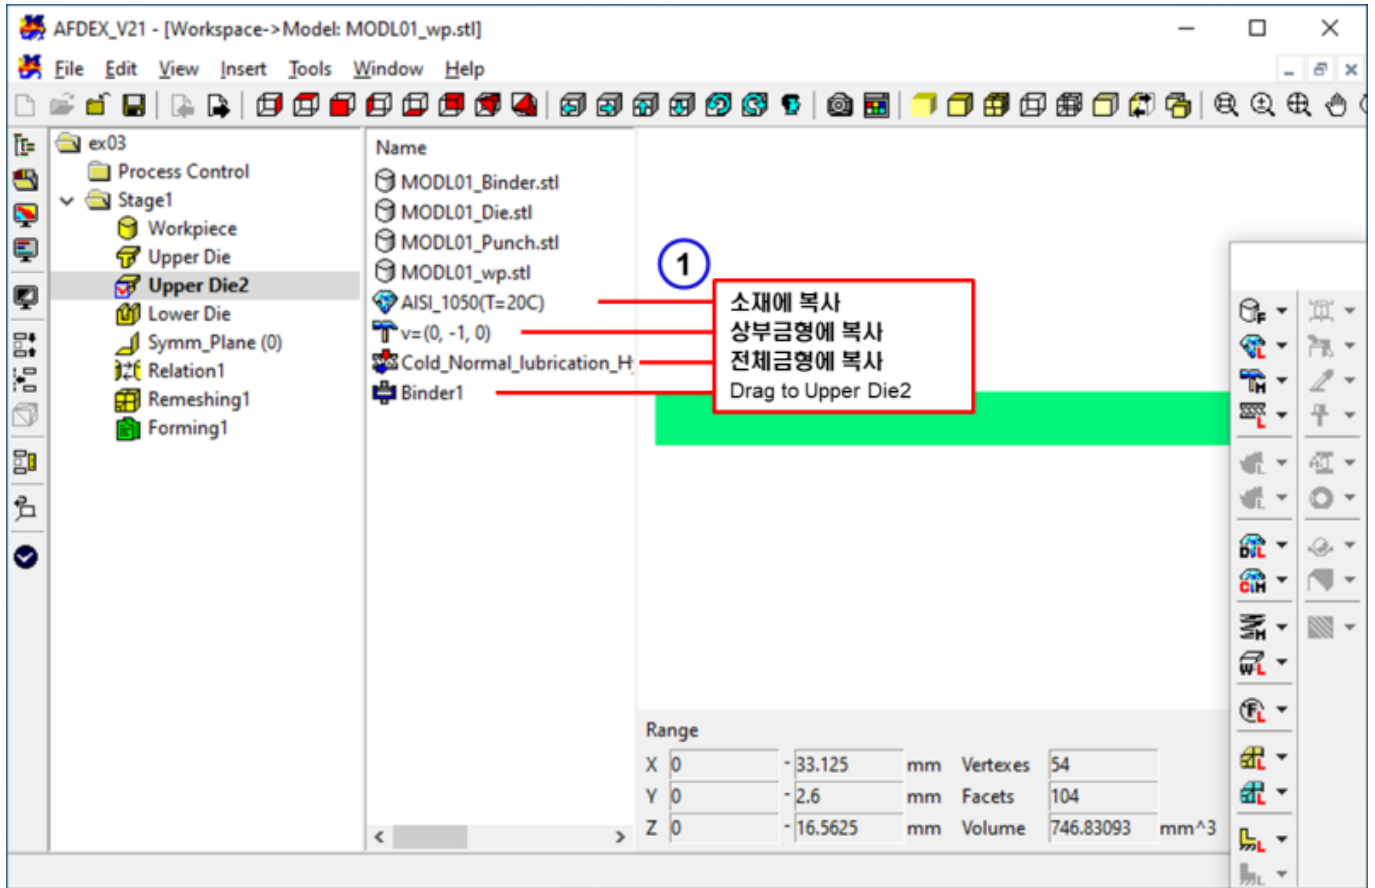 AFDEX_V21 - [Workspace->Model: MODL01_wp.stl]
File Edit View Insert Tools Window Help
ex03
Process Control
Stage1
Workpiece
Upper Die
Upper Die2
Lower Die
Symm_Plane (0)
Relation1
Remeshing1
Forming1
Name
MODL01_Binder.stl
MODL01_Die.stl
MODL01_Punch.stl
MODL01_wp.stl
AISI_1050(T=20C)
v=(0, -1, 0)
Cold_Normal_lubrication_H
Binder1
1
소재에 복사
상부금형에 복사
전체금형에 복사
Drag to Upper Die2
Range
X 0 - 33.125 mm Vertexes 54
Y 0 - 2.6 mm Facets 104
Z 0 - 16.5625 mm Volume 746.83093 mm^3